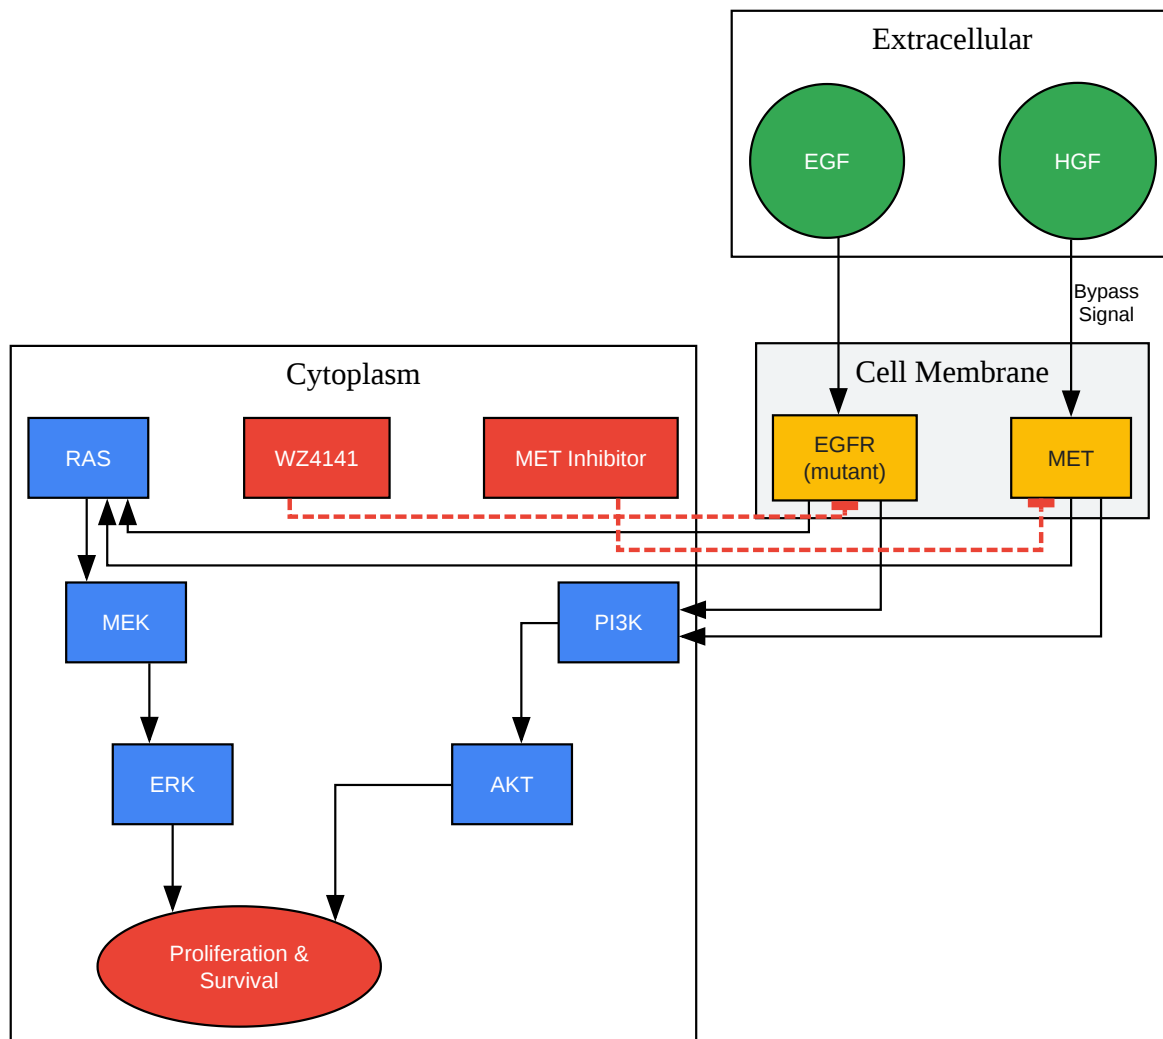 Extracellular
EGF
HGF
Bypass
Signal
Cell Membrane
EGFR
(mutant)
MET
Cytoplasm
RAS
WZ4141
MET Inhibitor
MEK
PI3K
ERK
AKT
Proliferation &
Survival